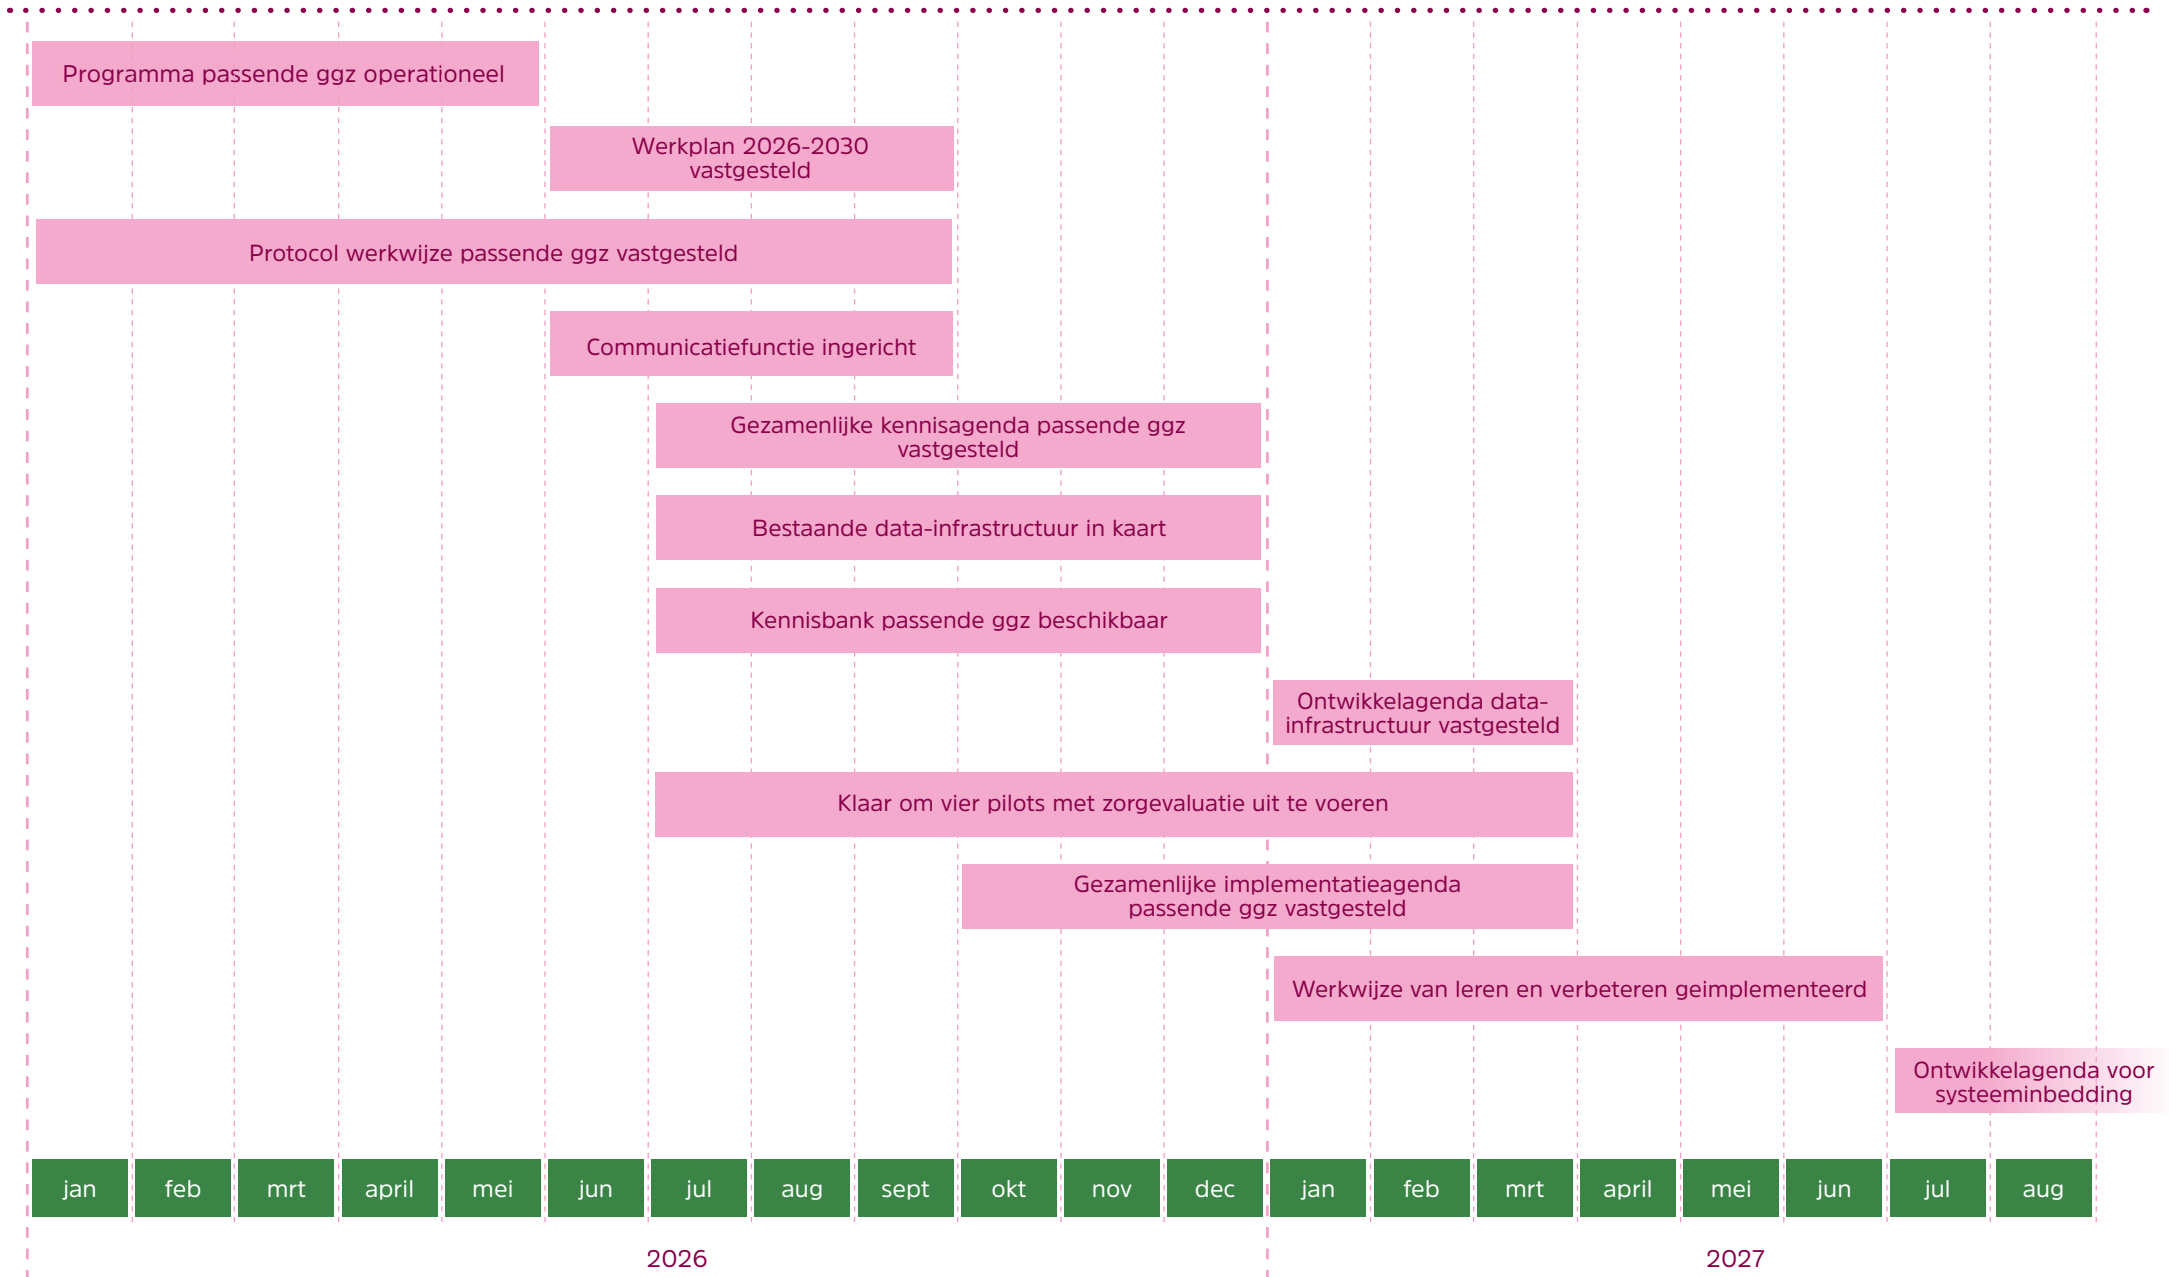 Programma passende ggz operationeel
Werkplan 2026-2030
vastgesteld
Protocol werkwijze passende ggz vastgesteld
Communicatiefunctie ingericht
Gezamenlijke kennisagenda passende ggz
vastgesteld
Bestaande data-infrastructuur in kaart
Kennisbank passende ggz beschikbaar
Ontwikkelagenda data-
infrastructuur vastgesteld
Klaar om vier pilots met zorgevaluatie uit te voeren
Gezamenlijke implementatieagenda
passende ggz vastgesteld
Werkwijze van leren en verbeteren geimplementeerd
Ontwikkelagenda voor
systeeminbedding
jan feb mrt april mei jun jul aug sept okt nov dec jan feb mrt april mei jun jul aug
2026 2027